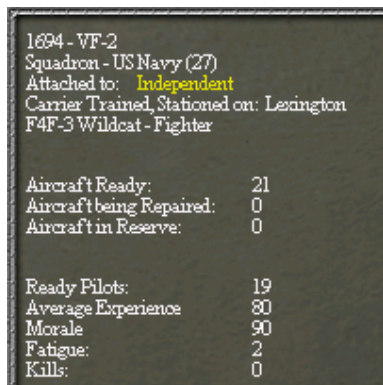 1694 - VF-2
Squadron - US Navy (27)
Attached to: Independent
Carrier Trained, Stationed on: Lexington
F4F-3 Wildcat - Fighter
Aircraft Ready: 21
Aircraft being Repaired: 0
Aircraft in Reserve: 0
Ready Pilots: 19
Average Experience 80
Morale 90
Fatigue: 2
Kills: 0